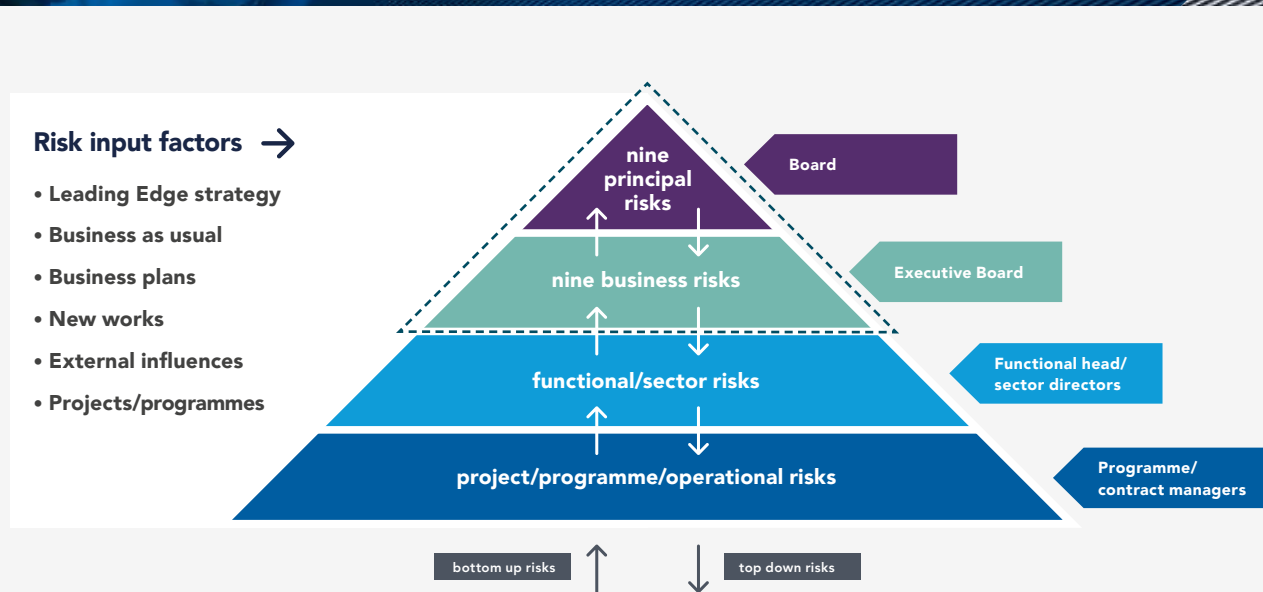 Risk input factors
• Leading Edge strategy
• Business as usual
• Business plans
• New works
• External influences
• Projects/programmes
nine
principal
risks
Board
nine business risks
Executive Board
functional/sector risks
Functional head/
sector directors
project/programme/operational risks
Programme/
contract managers
bottom up risks
top down risks